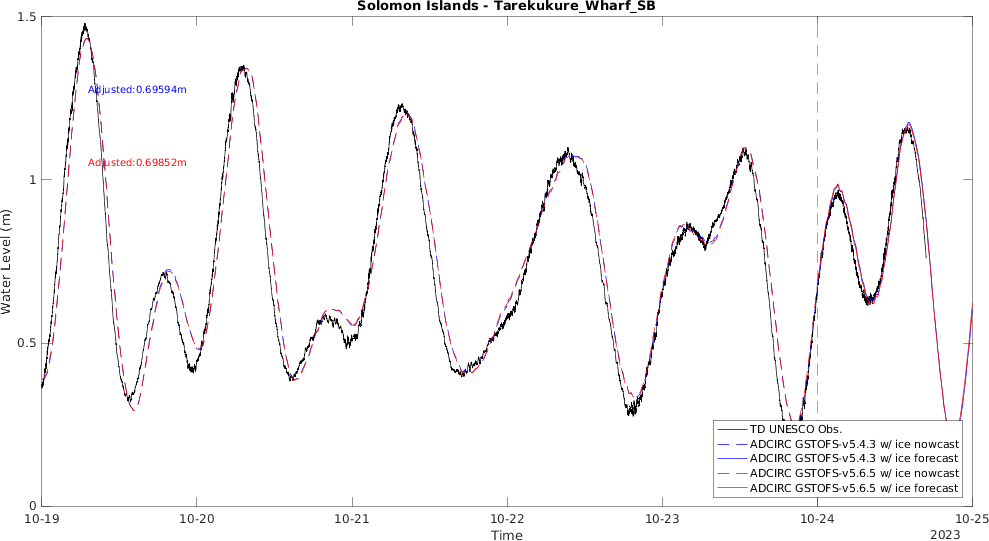 Solomon Islands - Tarekukure_Wharf_SB
1.5
Adjusted:0.69594m
Adjusted:0.69852m
1
Water Level (m)
0.5
TD UNESCO Obs.
ADCIRC GSTOFS-v5.4.3 w/ ice nowcast
ADCIRC GSTOFS-v5.4.3 w/ ice forecast
ADCIRC GSTOFS-v5.6.5 w/ ice nowcast
ADCIRC GSTOFS-v5.6.5 w/ ice forecast
0
10-19 10-20 10-21 10-22 10-23 10-24 10-25
Time 2023